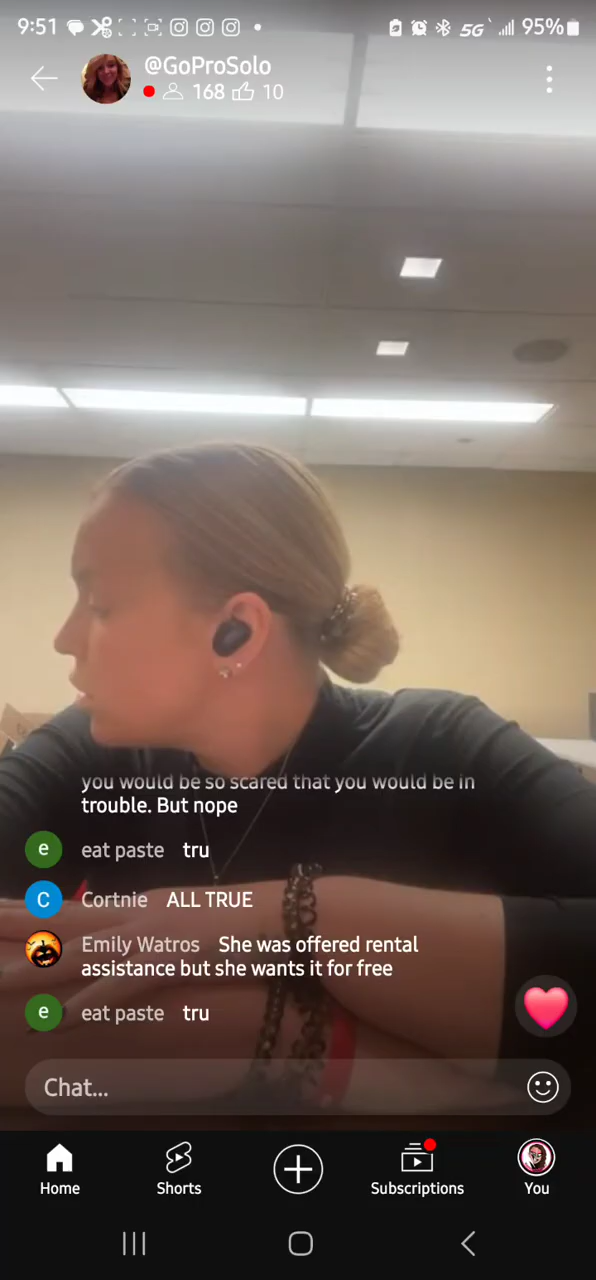 9:51
5G
95%
@GoProSolo
168 10
you would be so scared that you would be in
trouble. But nope
e eat paste tru
C Cortnie ALL TRUE
Emily Watros She was offered rental
assistance but she wants it for free
e eat paste tru
Chat...
Home Shorts Subscriptions You